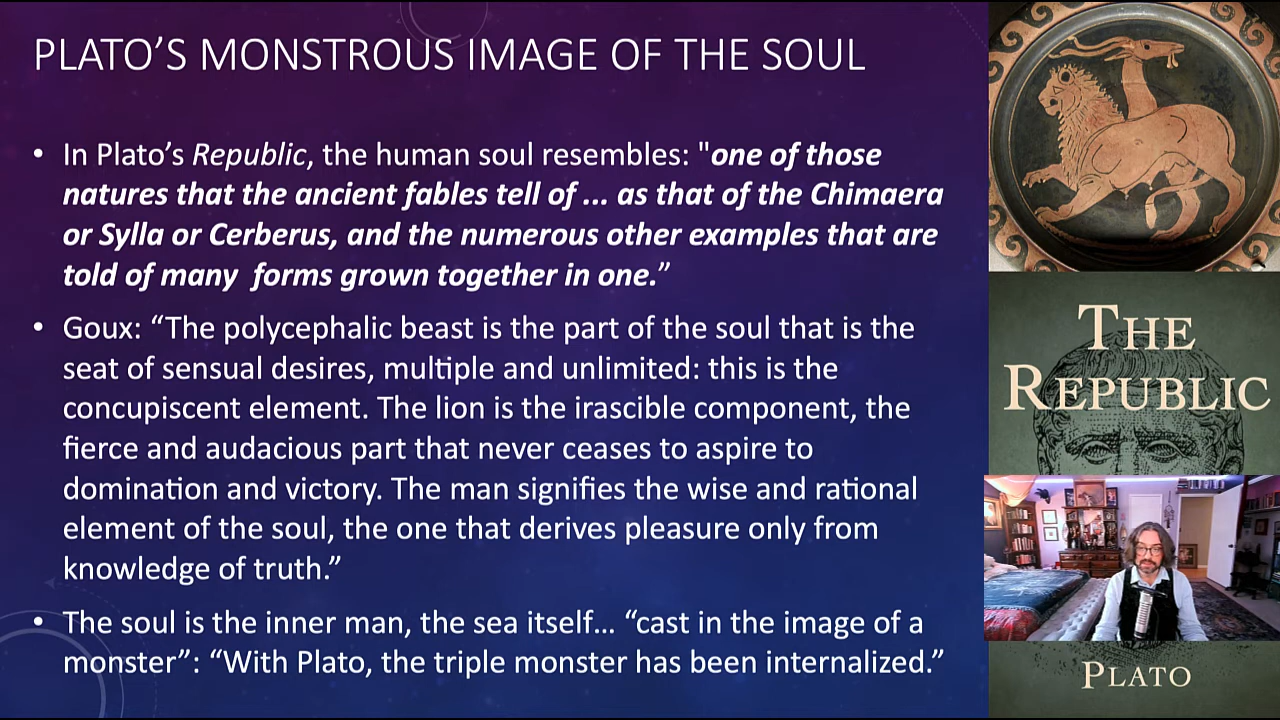 PLATO’S MONSTROUS IMAGE OF THE SOUL
• In Plato’s Republic, the human soul resembles: "one of those
natures that the ancient fables tell of ... as that of the Chimaera
or Sylla or Cerberus, and the numerous other examples that are
told of many  forms grown together in one.”
• Goux: “The polycephalic beast is the part of the soul that is the
seat of sensual desires, multiple and unlimited: this is the
concupiscent element. The lion is the irascible component, the
fierce and audacious part that never ceases to aspire to
domination and victory. The man signifies the wise and rational
element of the soul, the one that derives pleasure only from
knowledge of truth.”
• The soul is the inner man, the sea itself… “cast in the image of a
monster”: “With Plato, the triple monster has been internalized.”
THE
REPUBLIC
PLATO